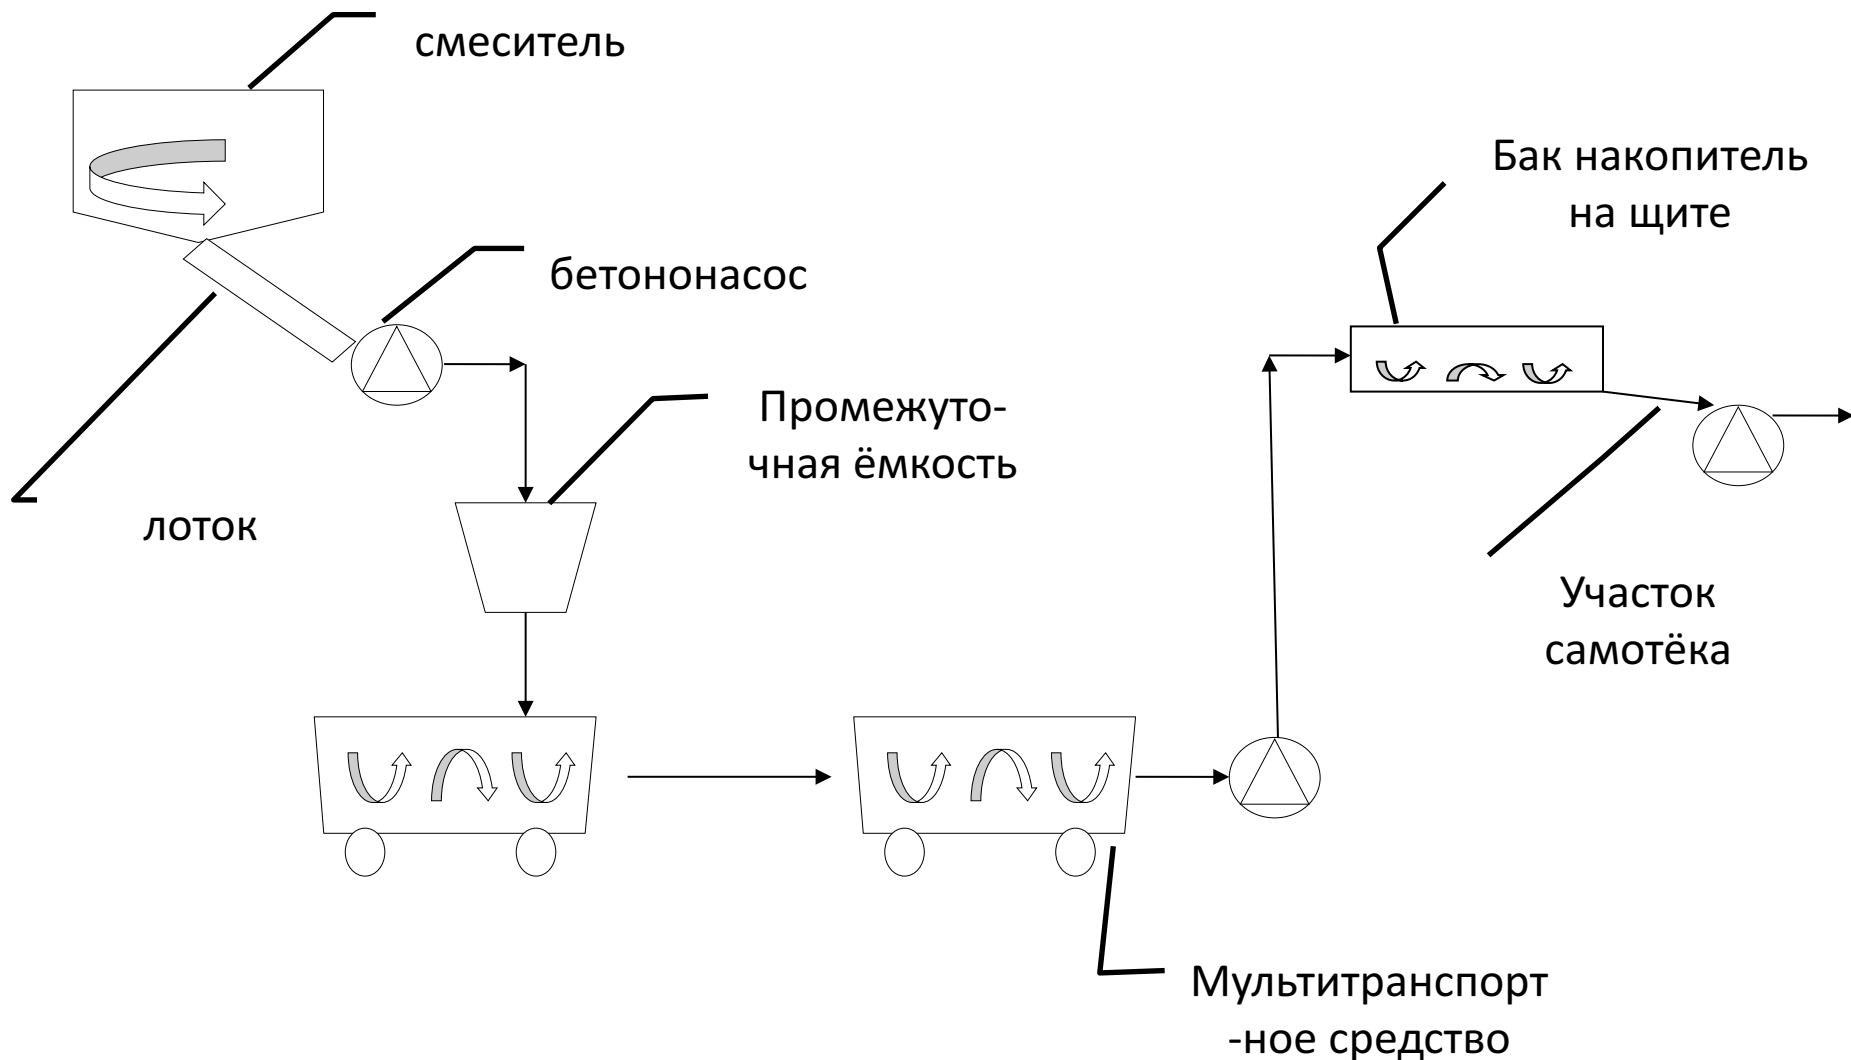 смеситель
бетононасос
лоток
Промежуто-
чная ёмкость
Бак накопитель
на щите
Участок
самотёка
Мультитранспорт
-ное средство